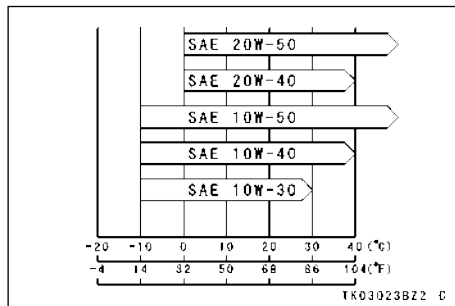 SAE 20W-50
SAE 20W-40
SAE 10W-50
SAE 10W-40
SAE 10W-30
-20 -10 0 10 20 30 40 (°C)
-4 14 32 50 68 86 104(°F)
TK03023BZ2 C